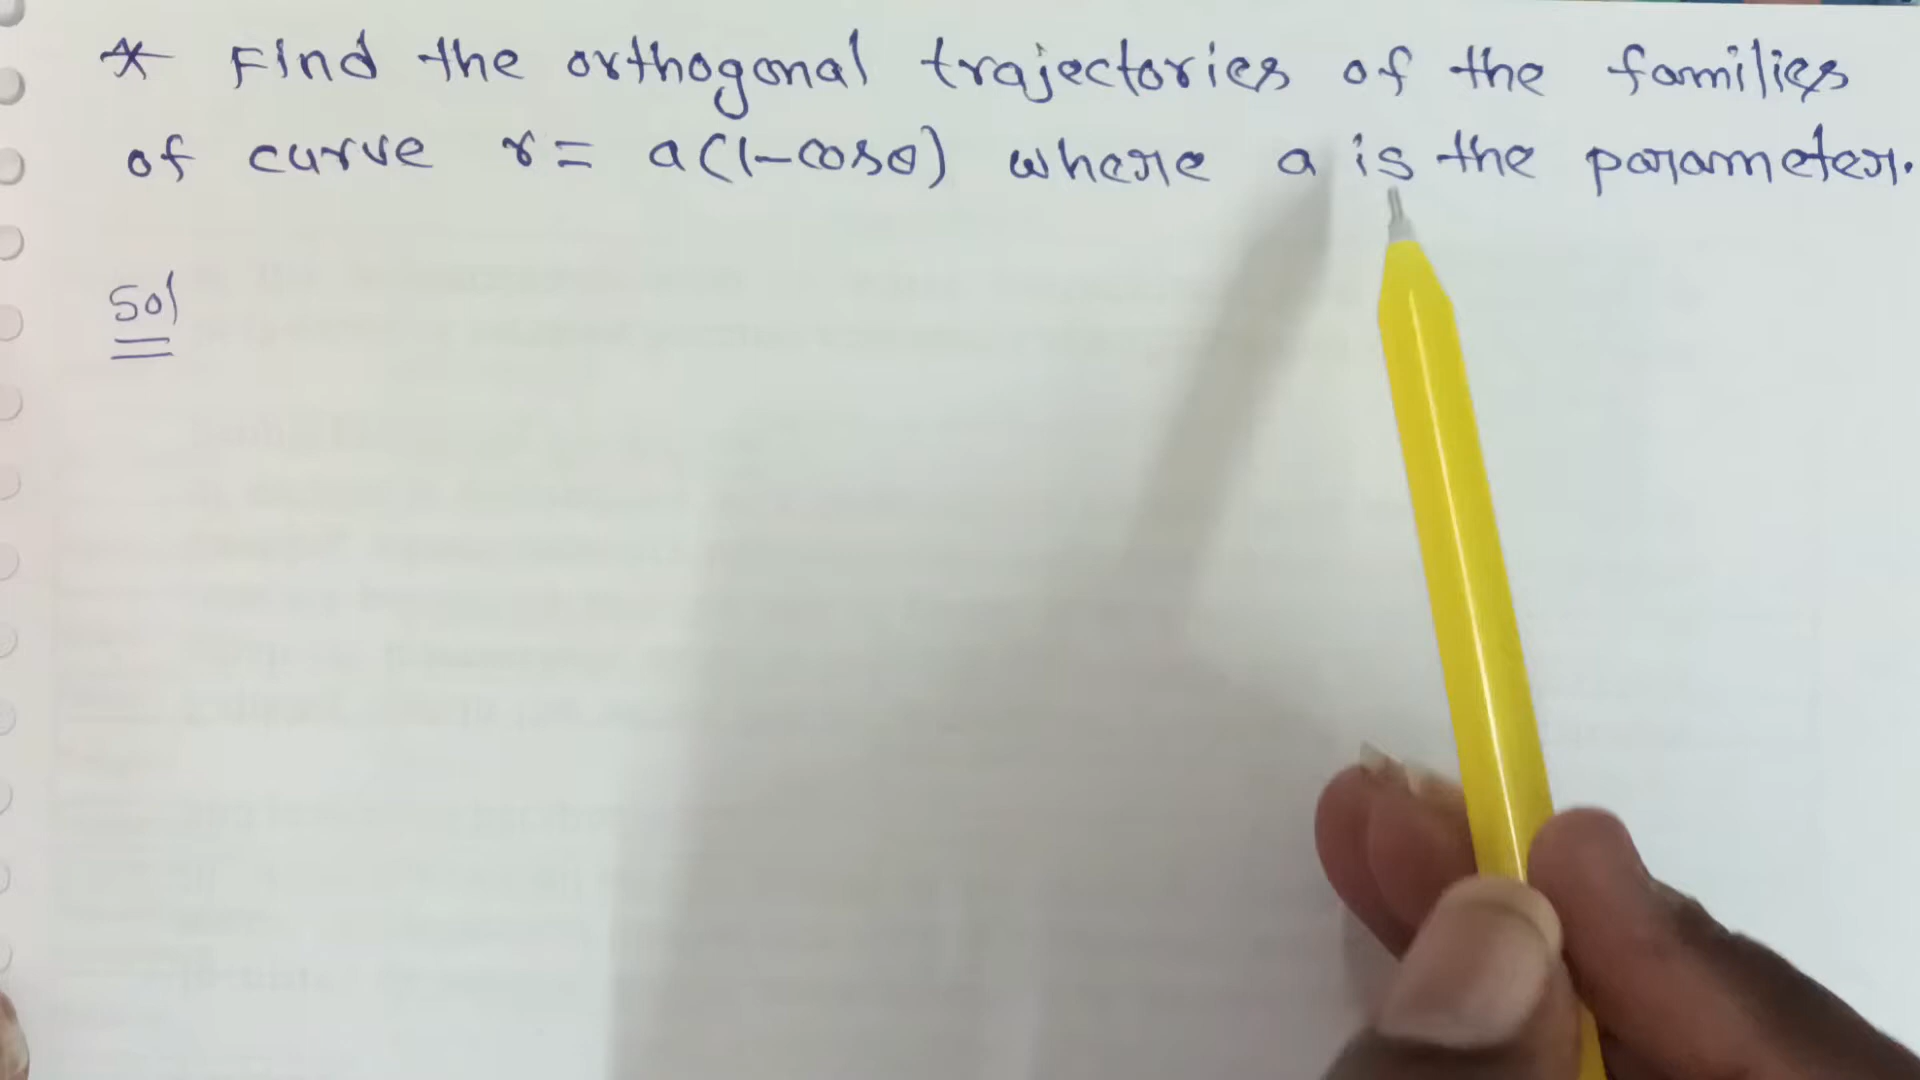 * Find the orthogonal trajectories of the families
of curve r = a(1-cosθ) where a is the parameter.
Sol